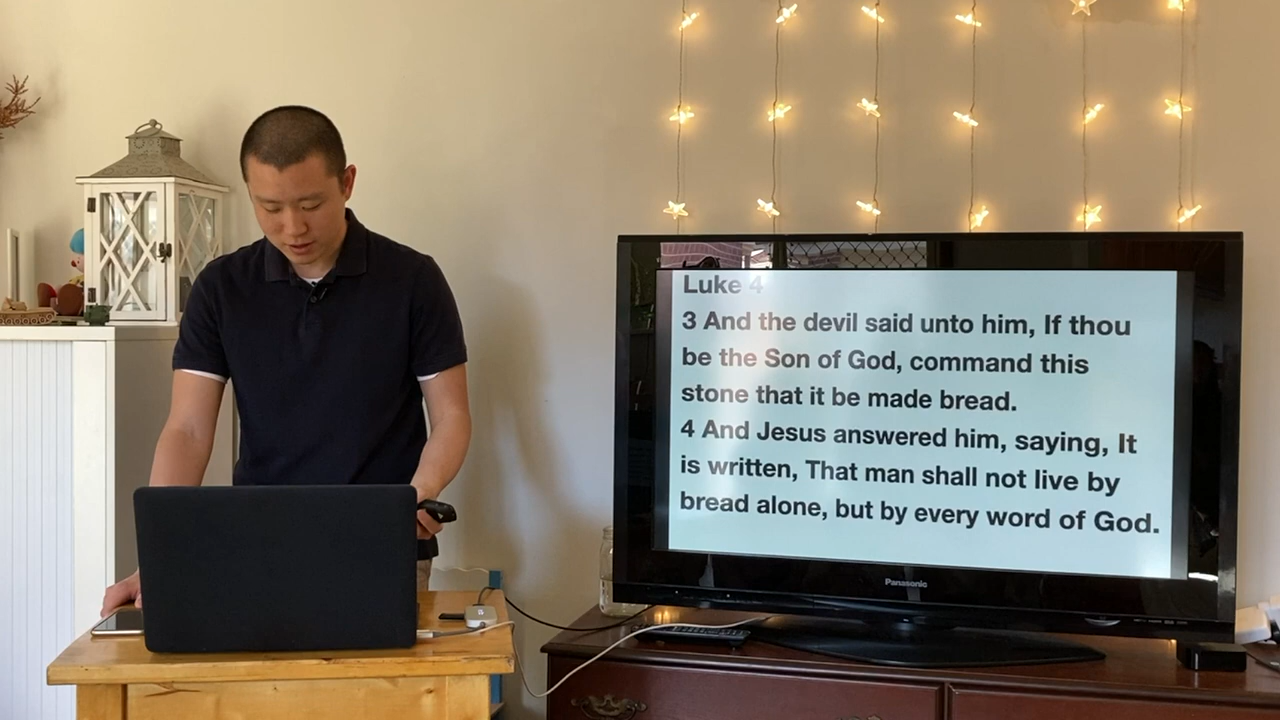 Luke 4
3 And the devil said unto him, If thou
be the Son of God, command this
stone that it be made bread.
4 And Jesus answered him, saying, It
is written, That man shall not live by
bread alone, but by every word of God.
Panasonic